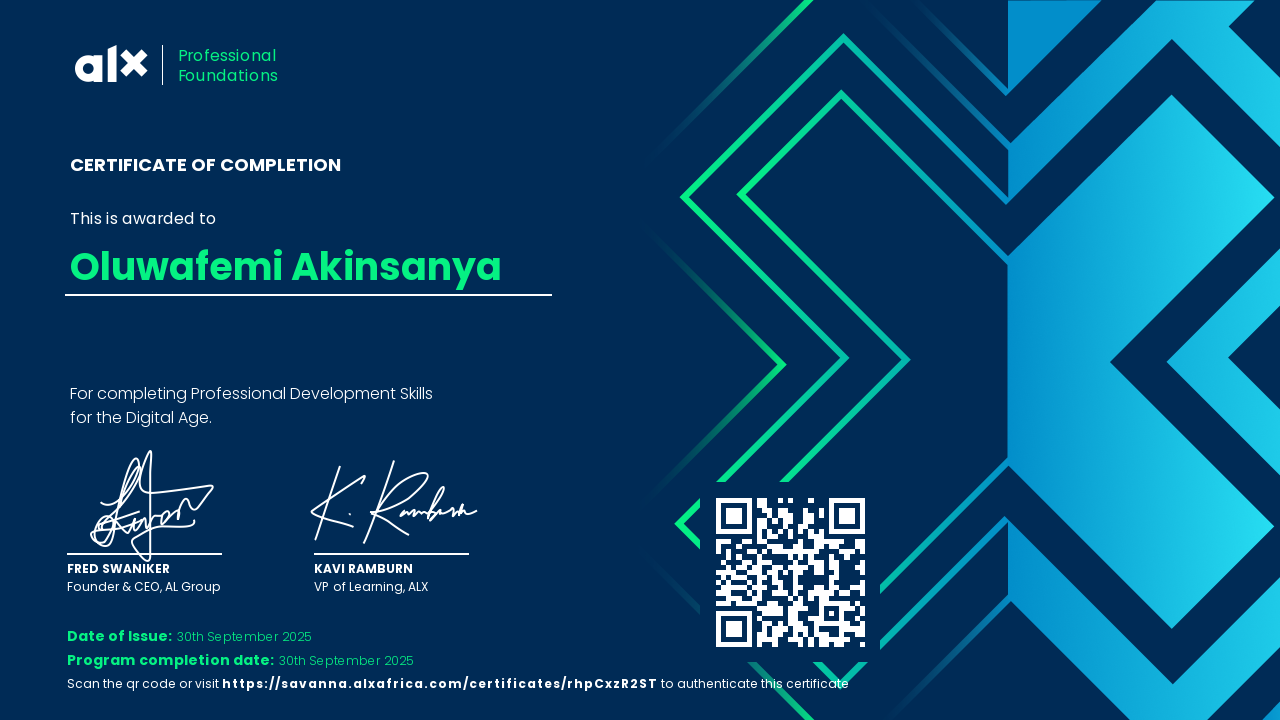 alx
Professional
Foundations
CERTIFICATE OF COMPLETION
This is awarded to
Oluwafemi Akinsanya
For completing Professional Development Skills
for the Digital Age.
K. Ramburn
FRED SWANIKER
Founder & CEO, AL Group
KAVI RAMBURN
VP of Learning, ALX
Date of Issue: 30th September 2025
Program completion date: 30th September 2025
Scan the qr code or visit https://savanna.alxafrica.com/certificates/rhpCxzR2ST to authenticate this certificate